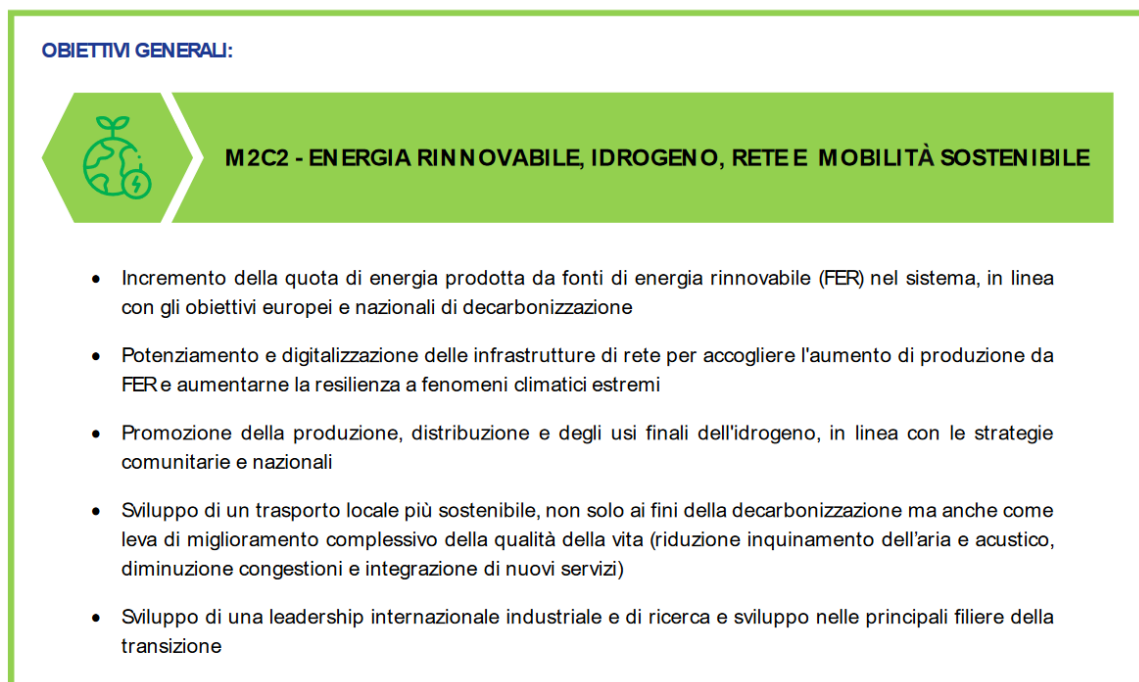 OBIETTIVI GENERALI:
M2C2 - ENERGIA RINNOVABILE, IDROGENO, RETE E MOBILITÀ SOSTENIBILE
• Incremento della quota di energia prodotta da fonti di energia rinnovabile (FER) nel sistema, in linea
con gli obiettivi europei e nazionali di decarbonizzazione
• Potenziamento e digitalizzazione delle infrastrutture di rete per accogliere l'aumento di produzione da
FER e aumentarne la resilienza a fenomeni climatici estremi
• Promozione della produzione, distribuzione e degli usi finali dell'idrogeno, in linea con le strategie
comunitarie e nazionali
• Sviluppo di un trasporto locale più sostenibile, non solo ai fini della decarbonizzazione ma anche come
leva di miglioramento complessivo della qualità della vita (riduzione inquinamento dell’aria e acustico,
diminuzione congestioni e integrazione di nuovi servizi)
• Sviluppo di una leadership internazionale industriale e di ricerca e sviluppo nelle principali filiere della
transizione